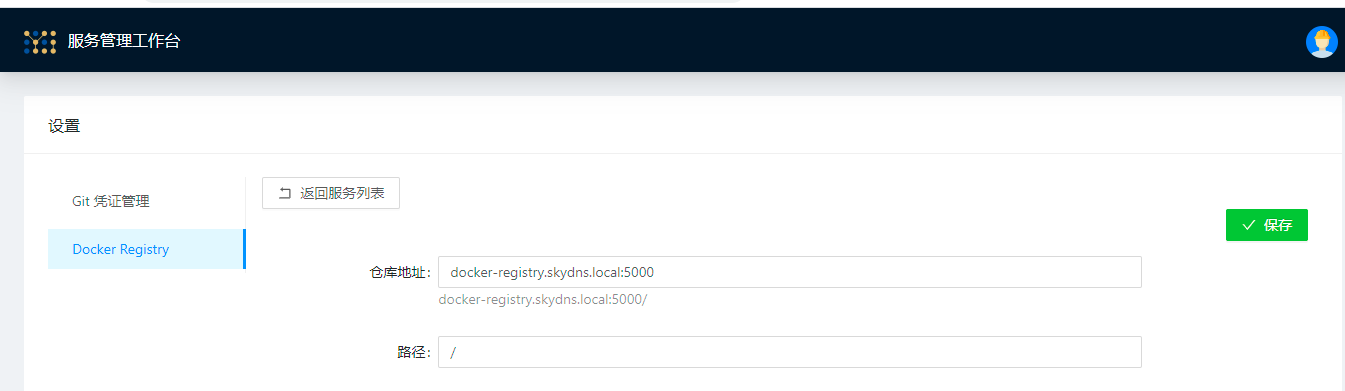 服务管理工作台
设置
Git 凭证管理
返回服务列表
Docker Registry
保存
仓库地址: docker-registry.skydns.local:5000
docker-registry.skydns.local:5000/
路径: /